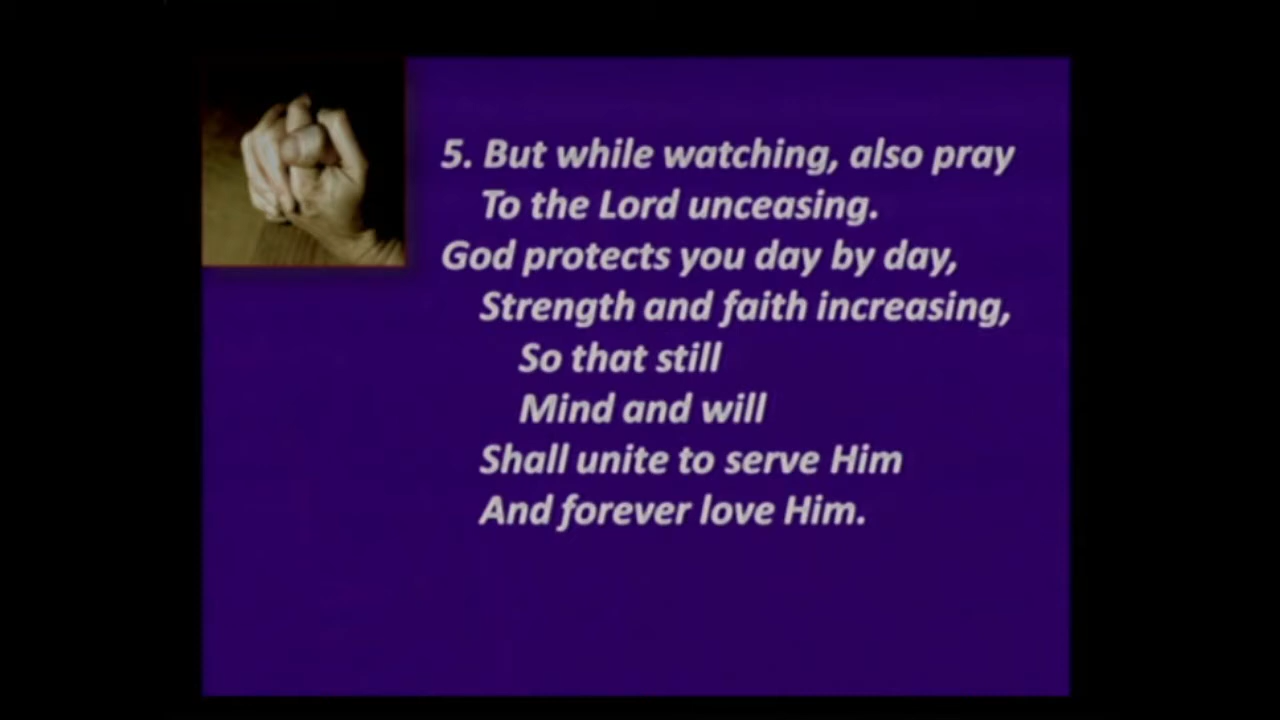 5. But while watching, also pray
To the Lord unceasing.
God protects you day by day,
Strength and faith increasing,
So that still
Mind and will
Shall unite to serve Him
And forever love Him.